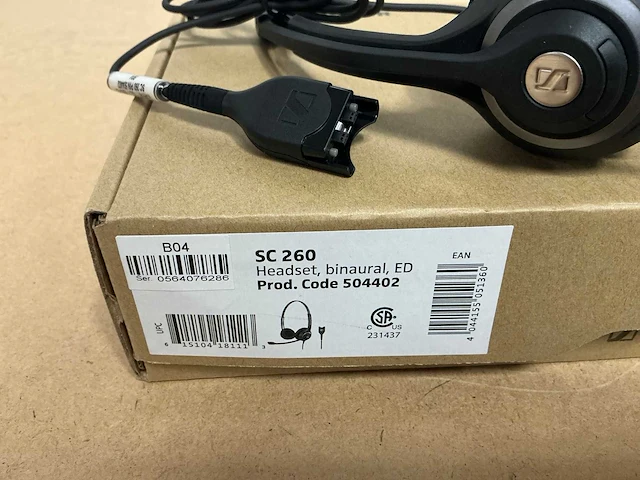 B04
Ser. 0564076286
SC 260
Headset, binaural, ED
Prod. Code 504402
EAN
4 044155 051360
UPC
6 15104 18111 3
SA
C US
231437